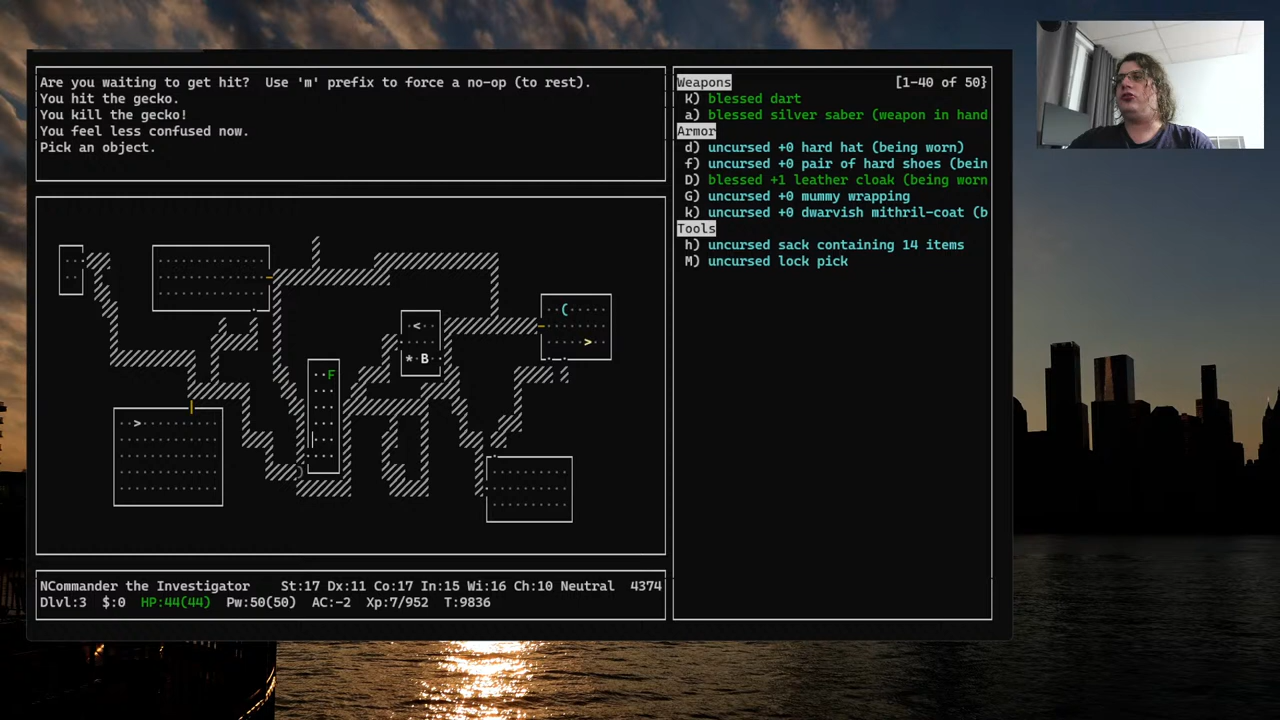 Are you waiting to get hit?  Use 'm' prefix to force a no-op (to rest).
You hit the gecko.
You kill the gecko!
You feel less confused now.
Pick an object.
Weapons [1-40 of 50}
K) blessed dart
a) blessed silver saber (weapon in hand
Armor
d) uncursed +0 hard hat (being worn)
f) uncursed +0 pair of hard shoes (bein
D) blessed +1 leather cloak (being worn
G) uncursed +0 mummy wrapping
k) uncursed +0 dwarvish mithril-coat (b
Tools
h) uncursed sack containing 14 items
M) uncursed lock pick
(
<
>
* B
F
>
NCommander the Investigator St:17 Dx:11 Co:17 In:15 Wi:16 Ch:10 Neutral 4374
Dlvl:3 $:0 HP:44(44) Pw:50(50) AC:-2 Xp:7/952 T:9836